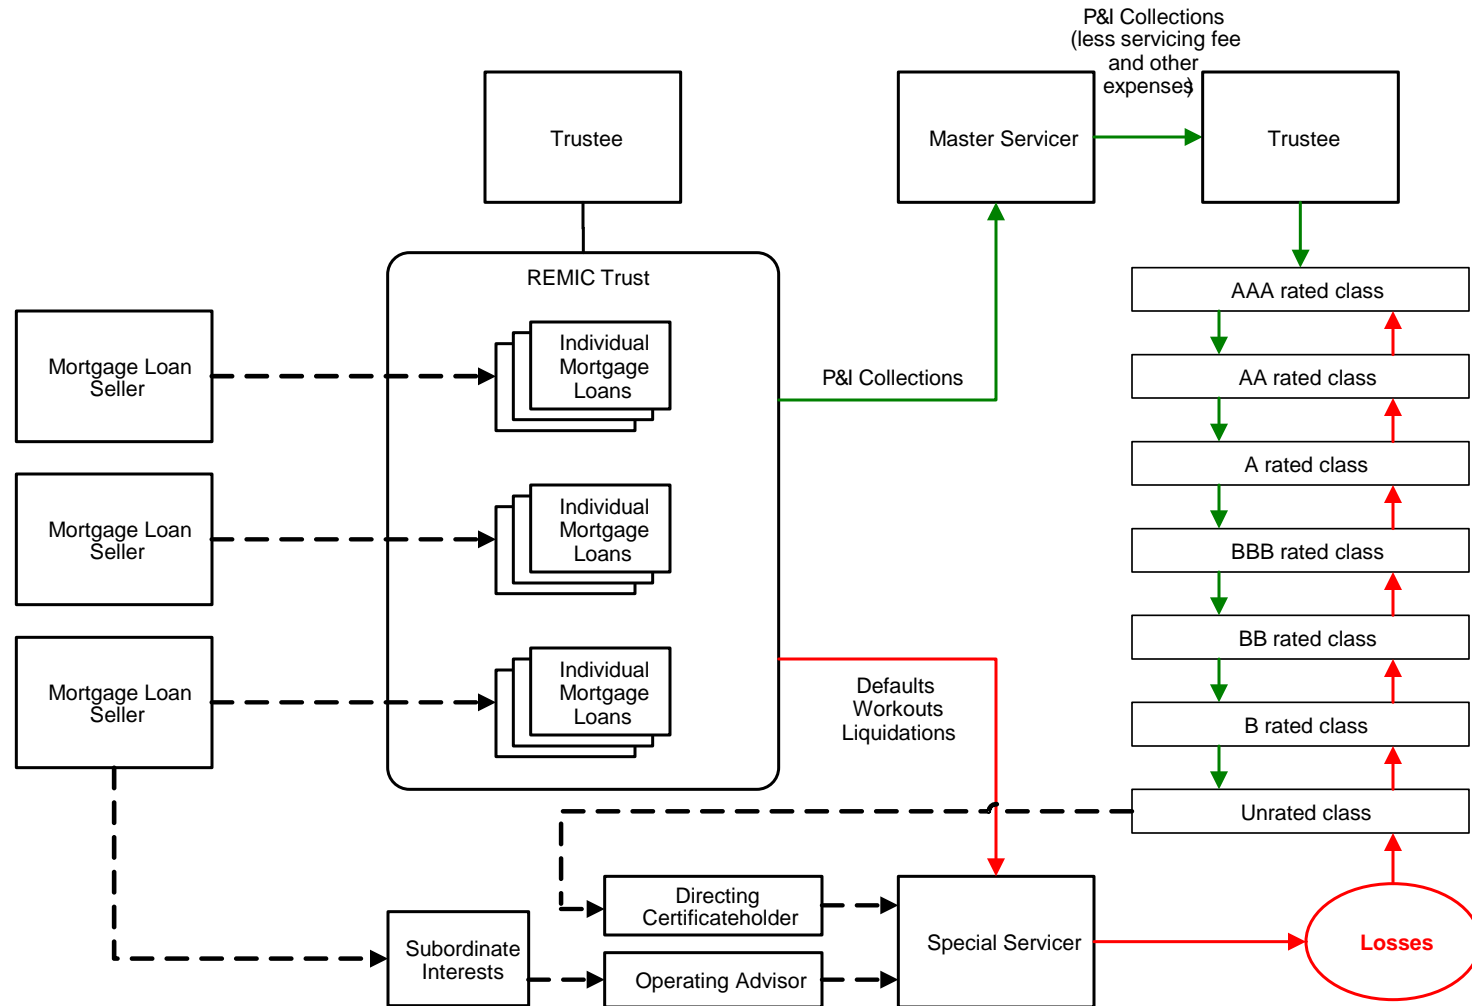 P&I Collections
(less servicing fee
and other
expenses)
Trustee
Master Servicer
Trustee
REMIC Trust
AAA rated class
Mortgage Loan
Seller
Individual
Mortgage
Loans
P&I Collections
AA rated class
A rated class
Mortgage Loan
Seller
Individual
Mortgage
Loans
BBB rated class
BB rated class
Mortgage Loan
Seller
Individual
Mortgage
Loans
Defaults
Workouts
Liquidations
B rated class
Unrated class
Directing
Certificateholder
Subordinate
Interests
Operating Advisor
Special Servicer
Losses